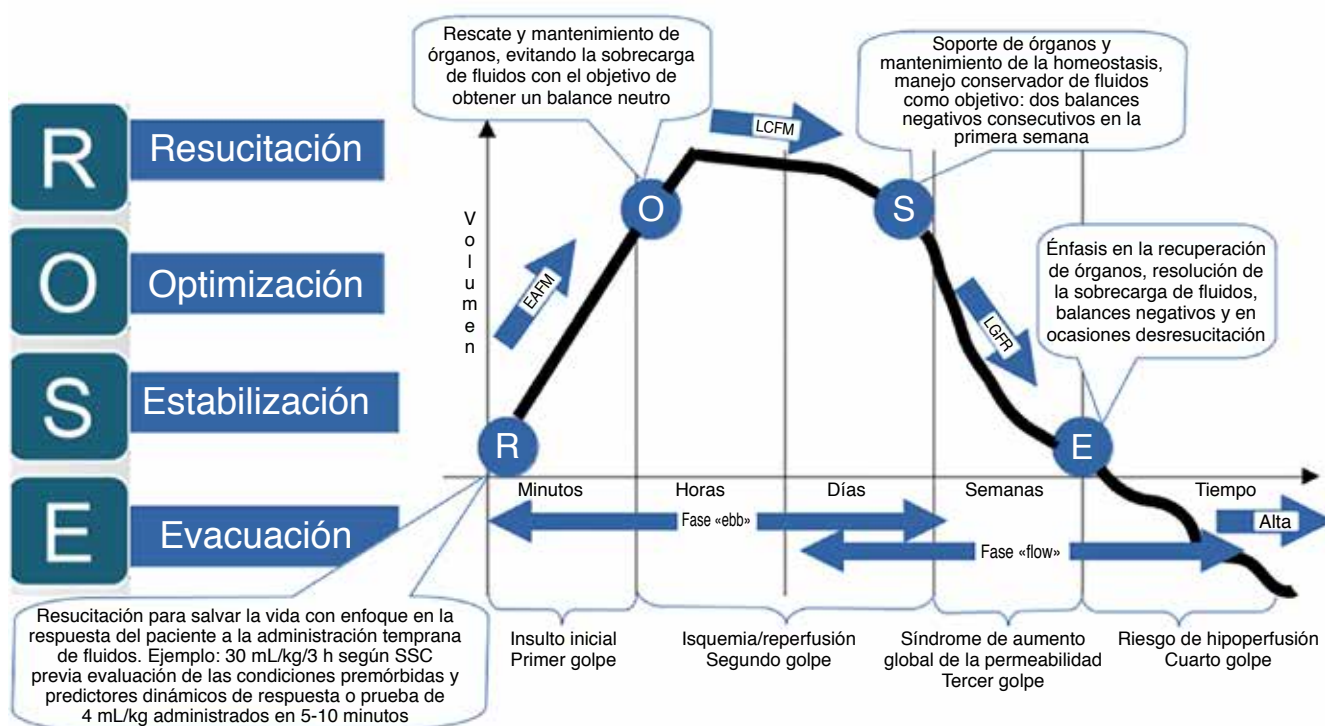 R
Resucitación
O
Optimización
S
Estabilización
E
Evacuación
Rescate y mantenimiento de
órganos, evitando la sobrecarga
de fluidos con el objetivo de
obtener un balance neutro
Soporte de órganos y
mantenimiento de la homeostasis,
manejo conservador de fluidos
como objetivo: dos balances
negativos consecutivos en la
primera semana
Énfasis en la recuperación
de órganos, resolución de
la sobrecarga de fluidos,
balances negativos y en
ocasiones desresucitación
Volumen
EAFM
LCFM
LGFR
R
O
S
E
Minutos
Horas
Días
Semanas
Tiempo
Fase «ebb»
Fase «flow»
Alta
Resucitación para salvar la vida con enfoque en la
respuesta del paciente a la administración temprana
de fluidos. Ejemplo: 30 mL/kg/3 h según SSC
previa evaluación de las condiciones premórbidas y
predictores dinámicos de respuesta o prueba de
4 mL/kg administrados en 5-10 minutos
Insulto inicial
Primer golpe
Isquemia/reperfusión
Segundo golpe
Síndrome de aumento
global de la permeabilidad
Tercer golpe
Riesgo de hipoperfusión
Cuarto golpe